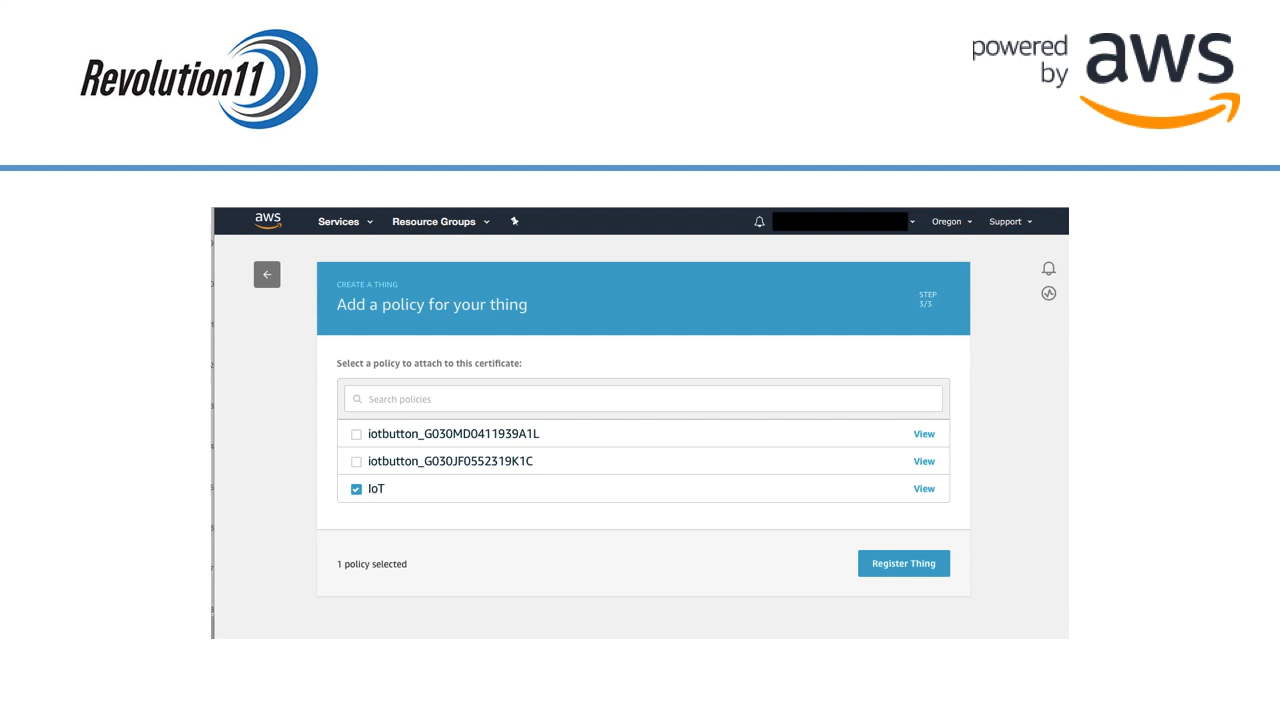 Revolution11
powered
by
aws
aws
Services
Resource Groups
Oregon
Support
CREATE A THING
Add a policy for your thing
STEP
3/3
Select a policy to attach to this certificate:
Search policies
iotbutton_G030MD0411939A1L
View
iotbutton_G030JF0552319K1C
View
IoT
View
1 policy selected
Register Thing